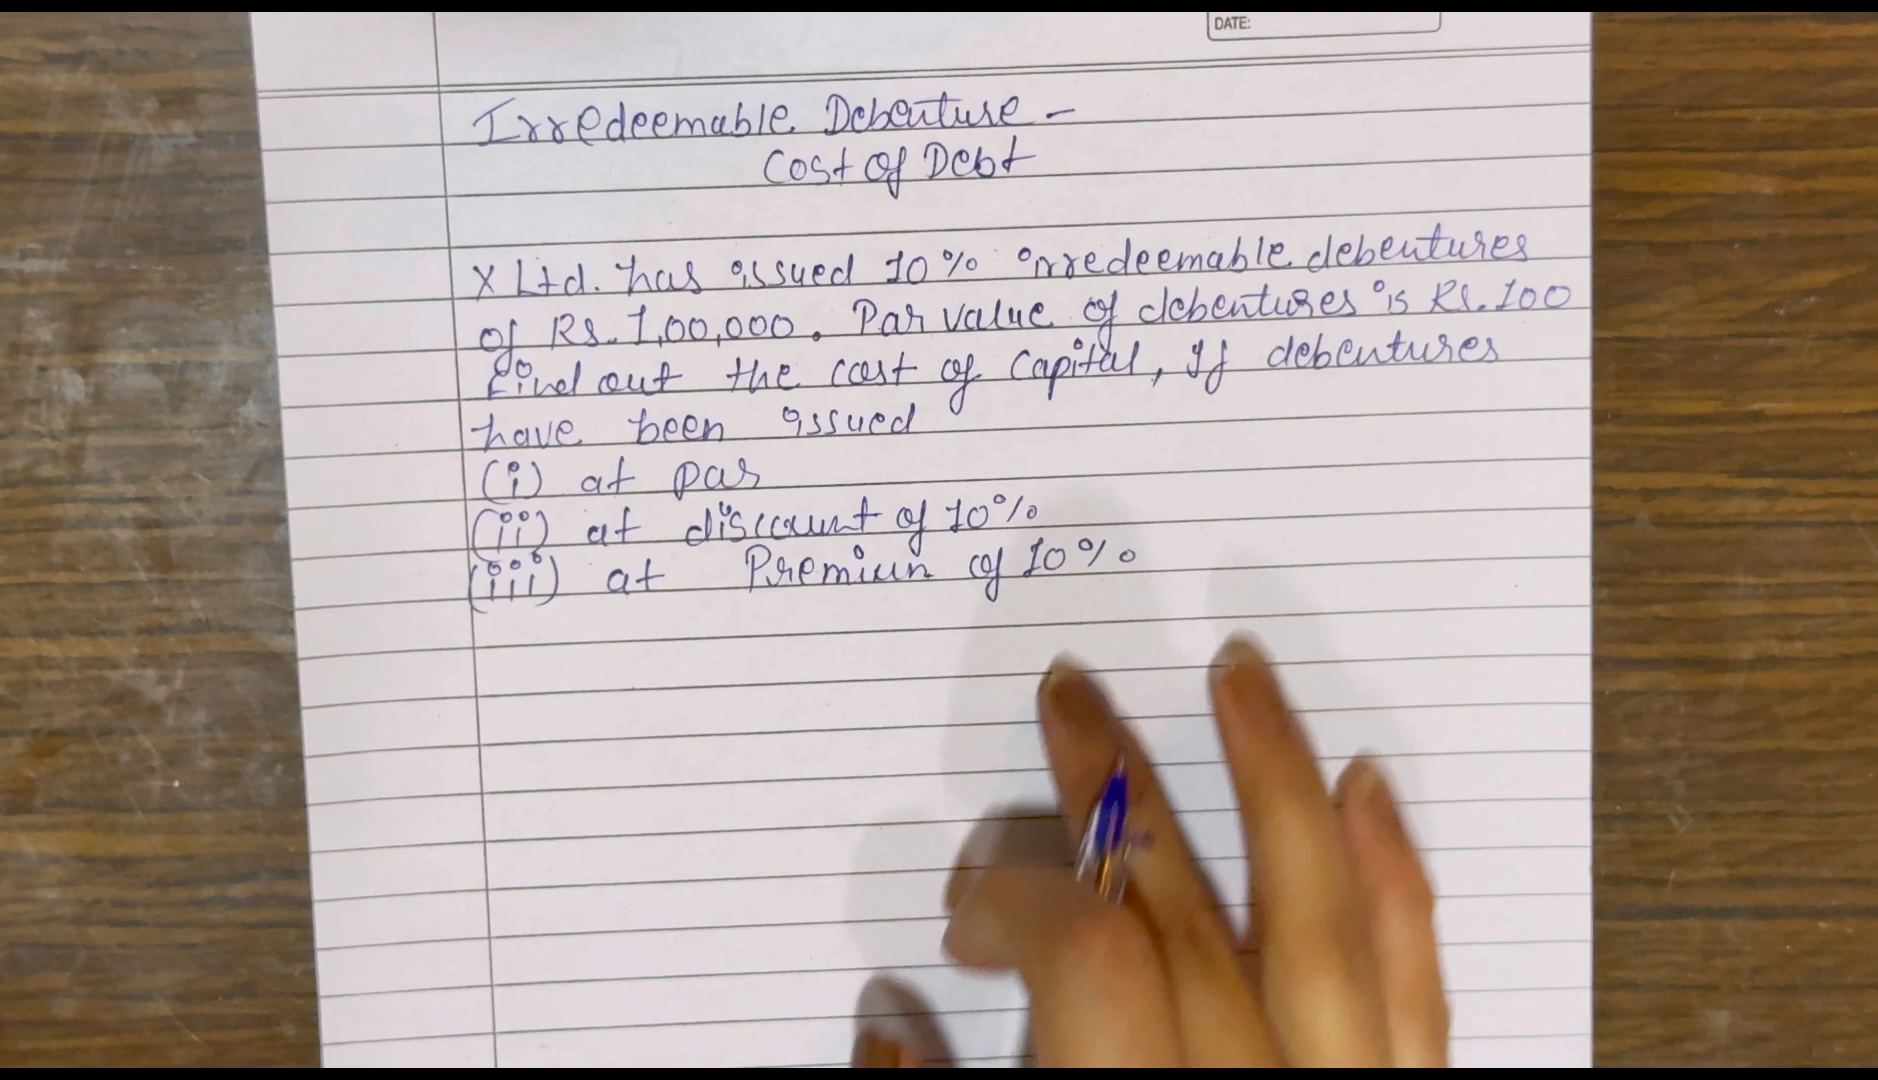 DATE:
Irredeemable Debenture -
Cost of Debt
X Ltd. has issued 10% irredeemable debentures
of Rs. 1,00,000. Par value of debentures is Rs. 100
Find out the cost of Capital, If debentures
have been issued
(i) at par
(ii) at discount of 10%
(iii) at Premium of 10%